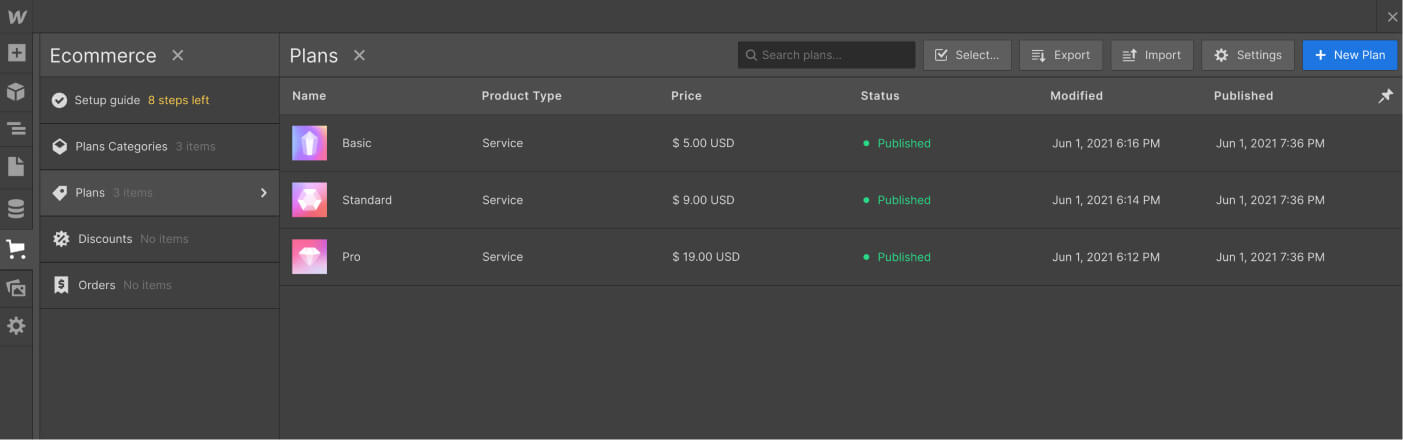 Ecommerce
Plans
Search plans...
Select...
Export
Import
Settings
New Plan
Setup guide 8 steps left
Plans Categories 3 items
Plans 3 items
Discounts No items
Orders No items
Name Product Type Price Status Modified Published
Basic Service $ 5.00 USD Published Jun 1, 2021 6:16 PM Jun 1, 2021 7:36 PM
Standard Service $ 9.00 USD Published Jun 1, 2021 6:14 PM Jun 1, 2021 7:36 PM
Pro Service $ 19.00 USD Published Jun 1, 2021 6:12 PM Jun 1, 2021 7:36 PM